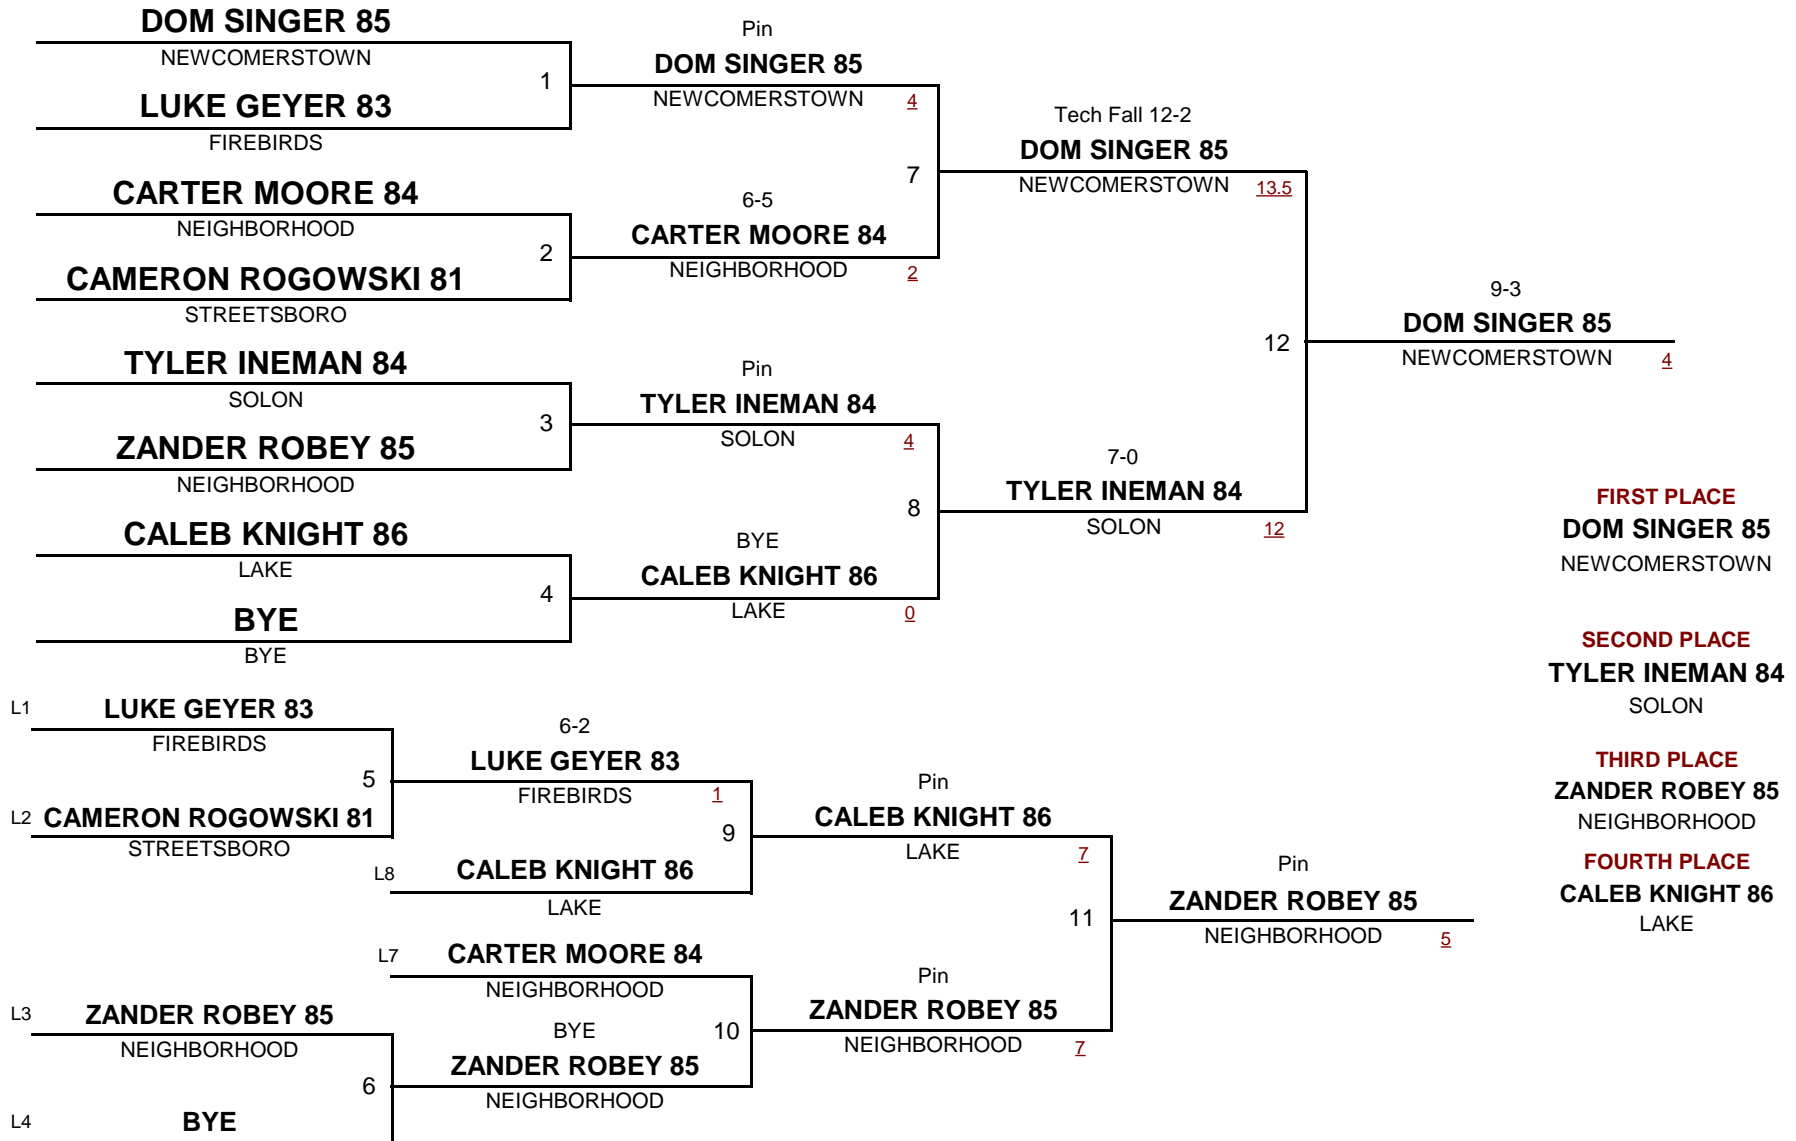 DOM SINGER 85
NEWCOMERSTOWN
1
LUKE GEYER 83
FIREBIRDS
CARTER MOORE 84
NEIGHBORHOOD
2
CAMERON ROGOWSKI 81
STREETSBORO
TYLER INEMAN 84
SOLON
3
ZANDER ROBEY 85
NEIGHBORHOOD
CALEB KNIGHT 86
LAKE
4
BYE
BYE
Pin
DOM SINGER 85
NEWCOMERSTOWN 4
7
6-5
CARTER MOORE 84
NEIGHBORHOOD 2
Pin
TYLER INEMAN 84
SOLON 4
8
BYE
CALEB KNIGHT 86
LAKE 0
Tech Fall 12-2
DOM SINGER 85
NEWCOMERSTOWN 13.5
12
7-0
TYLER INEMAN 84
SOLON 12
9-3
DOM SINGER 85
NEWCOMERSTOWN 4
L1 LUKE GEYER 83
FIREBIRDS
5
L2 CAMERON ROGOWSKI 81
STREETSBORO
6-2
LUKE GEYER 83
FIREBIRDS 1
9
L8 CALEB KNIGHT 86
LAKE
L7 CARTER MOORE 84
NEIGHBORHOOD
L3 ZANDER ROBEY 85
NEIGHBORHOOD
6
L4 BYE
BYE
10
ZANDER ROBEY 85
NEIGHBORHOOD
Pin
CALEB KNIGHT 86
LAKE 7
11
Pin
ZANDER ROBEY 85
NEIGHBORHOOD 7
Pin
ZANDER ROBEY 85
NEIGHBORHOOD 5
FIRST PLACE
DOM SINGER 85
NEWCOMERSTOWN
SECOND PLACE
TYLER INEMAN 84
SOLON
THIRD PLACE
ZANDER ROBEY 85
NEIGHBORHOOD
FOURTH PLACE
CALEB KNIGHT 86
LAKE